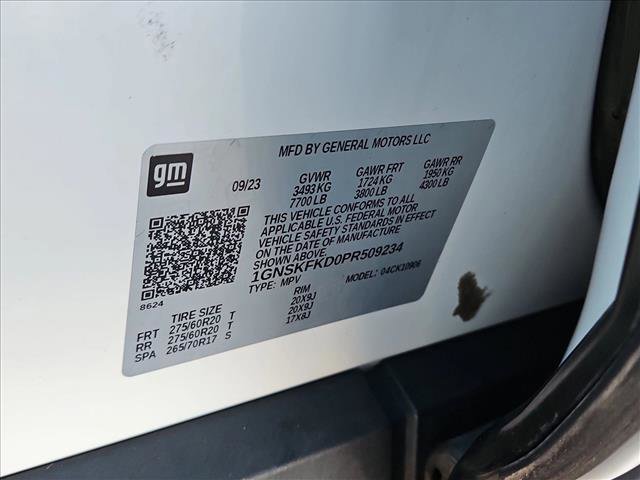 MFD BY GENERAL MOTORS LLC
gm
09/23 GVWR GAWR FRT GAWR RR
3493 KG 1724 KG 1950 KG
7700 LB 3800 LB 4300 LB
THIS VEHICLE CONFORMS TO ALL
APPLICABLE U.S. FEDERAL MOTOR
VEHICLE SAFETY STANDARDS IN EFFECT
ON THE DATE OF MANUFACTURE
1GNSKFKD0PR509234
TYPE: MPV MODEL: 04CK10906
8624
TIRE SIZE RIM
FRT 275/60R20 T 20X9J
RR 275/60R20 T 20X9J
SPA 265/70R17 S 17X8J